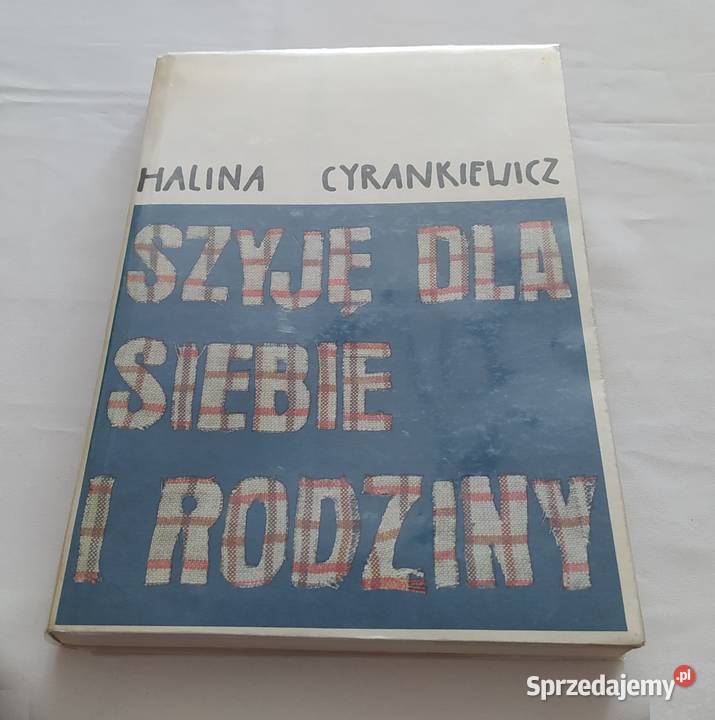 HALINA CYRANKIEWICZ
SZYJĘ DLA
SIEBIE
I RODZINY
Sprzedajemy.pl